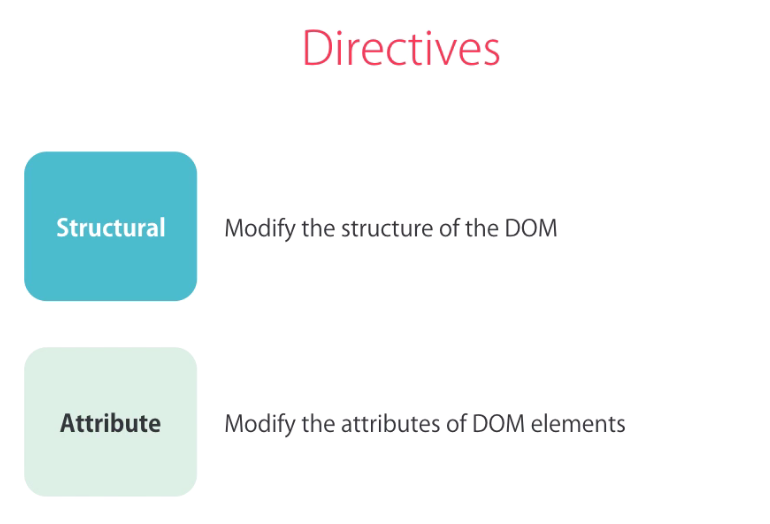 Directives
Structural
Modify the structure of the DOM
Attribute
Modify the attributes of DOM elements